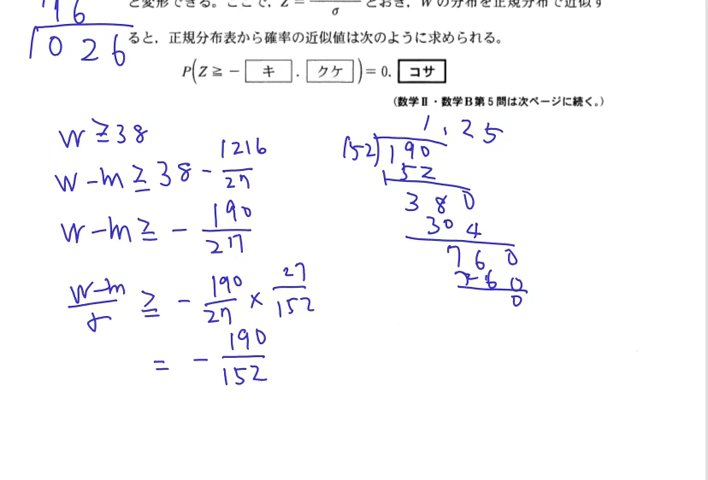 と変形できる。ここで、Z =
σ
とおき、Wの分布を正規分布で近似す
ると、正規分布表から確率の近似値は次のように求められる。
P(Z ≧ - キ . クケ ) = 0. コサ
(数学Ⅱ・数学B第5問は次ページに続く。)
16
1026
W ≧ 38
W - m ≧ 38 - 1216/27
W - m ≧ - 190/27
W-m/σ ≧ - 190/27 × 27/152
= - 190/152
1.25
152)190
152
380
304
760
760
0